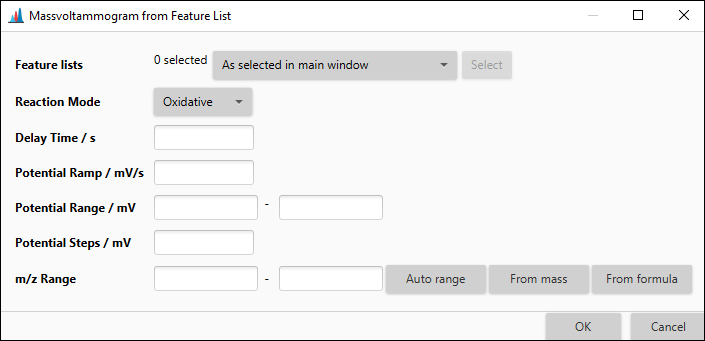 Massvoltammogram from Feature List
Feature lists 0 selected As selected in main window Select
Reaction Mode Oxidative
Delay Time / s
Potential Ramp / mV/s
Potential Range / mV -
Potential Steps / mV
m/z Range - Auto range From mass From formula
OK Cancel